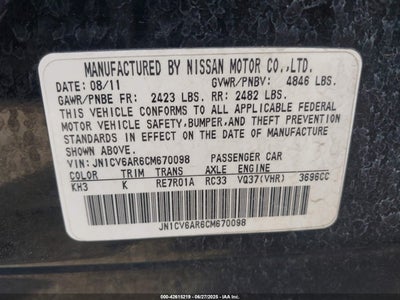 MANUFACTURED BY NISSAN MOTOR CO.,LTD.
DATE: 08/11 GVWR/PNBV: 4846 LBS.
GAWR/PNBE FR: 2423 LBS. RR: 2482 LBS.
THIS VEHICLE CONFORMS TO ALL APPLICABLE FEDERAL
MOTOR VEHICLE SAFETY, BUMPER, AND THEFT PREVENTION
STANDARDS IN EFFECT ON THE DATE OF MANUFACTURE
SHOWN ABOVE.
VIN: JN1CV6AR6CM670098 PASSENGER CAR
COLOR TRIM TRANS AXLE ENGINE
KH3 K RE7R01A RC33 VQ37(VHR) 3696CC
JN1CV6AR6CM670098
000-42615219 - 06/27/2025 - IAAI.COM